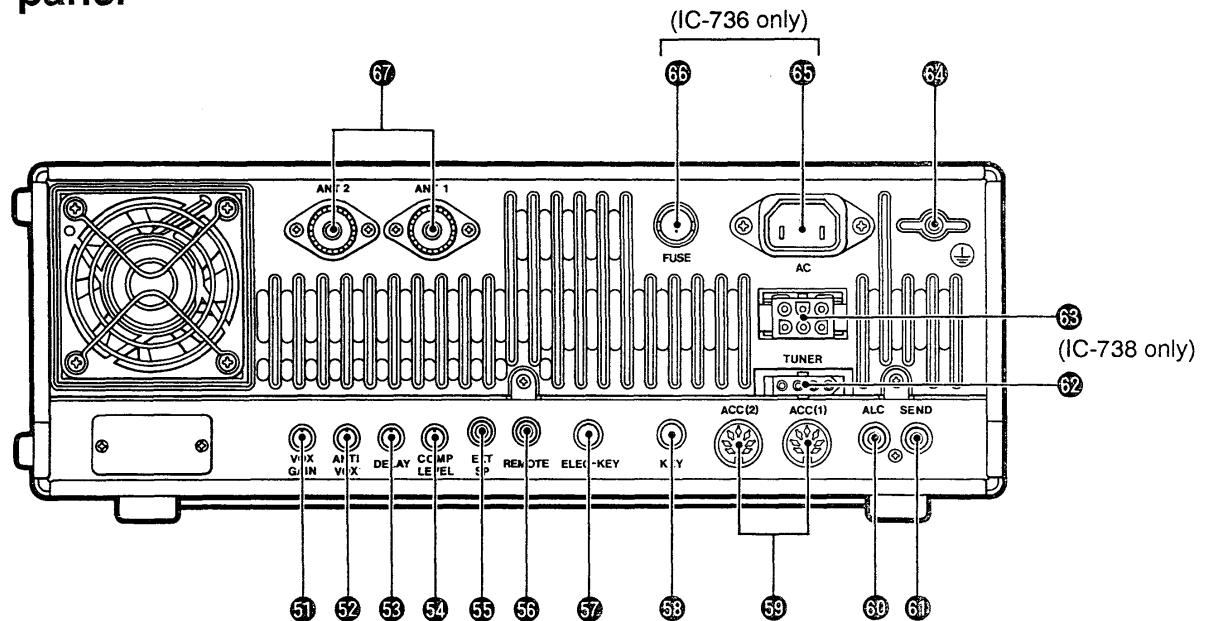 panel
(IC-736 only)
67 66 65 64
ANT 2 ANT 1
FUSE
AC
63
(IC-738 only)
TUNER
62
ACC(2) ACC(1) ALC SEND
VOX GAIN
ANTI VOX
DELAY
COMP LEVEL
EXT SP
REMOTE
ELEC-KEY
KEY
51 52 53 54 55 56 57 58 59 60 61